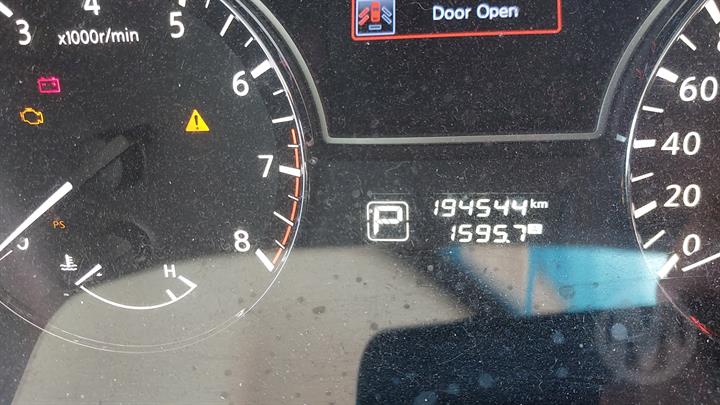 Door Open
3 4 5 6 7 8
x1000r/min
PS
H
P
194544 km
1595.7
60
40
20
0